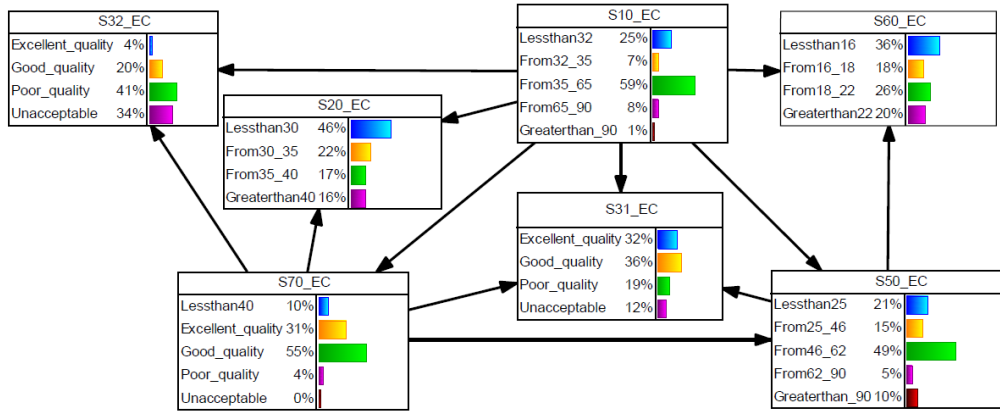 S32_EC
Excellent_quality 4%
Good_quality 20%
Poor_quality 41%
Unacceptable 34%
S10_EC
Lessthan32 25%
From32_35 7%
From35_65 59%
From65_90 8%
Greaterthan_90 1%
S60_EC
Lessthan16 36%
From16_18 18%
From18_22 26%
Greaterthan22 20%
S20_EC
Lessthan30 46%
From30_35 22%
From35_40 17%
Greaterthan40 16%
S31_EC
Excellent_quality 32%
Good_quality 36%
Poor_quality 19%
Unacceptable 12%
S70_EC
Lessthan40 10%
Excellent_quality 31%
Good_quality 55%
Poor_quality 4%
Unacceptable 0%
S50_EC
Lessthan25 21%
From25_46 15%
From46_62 49%
From62_90 5%
Greaterthan_90 10%